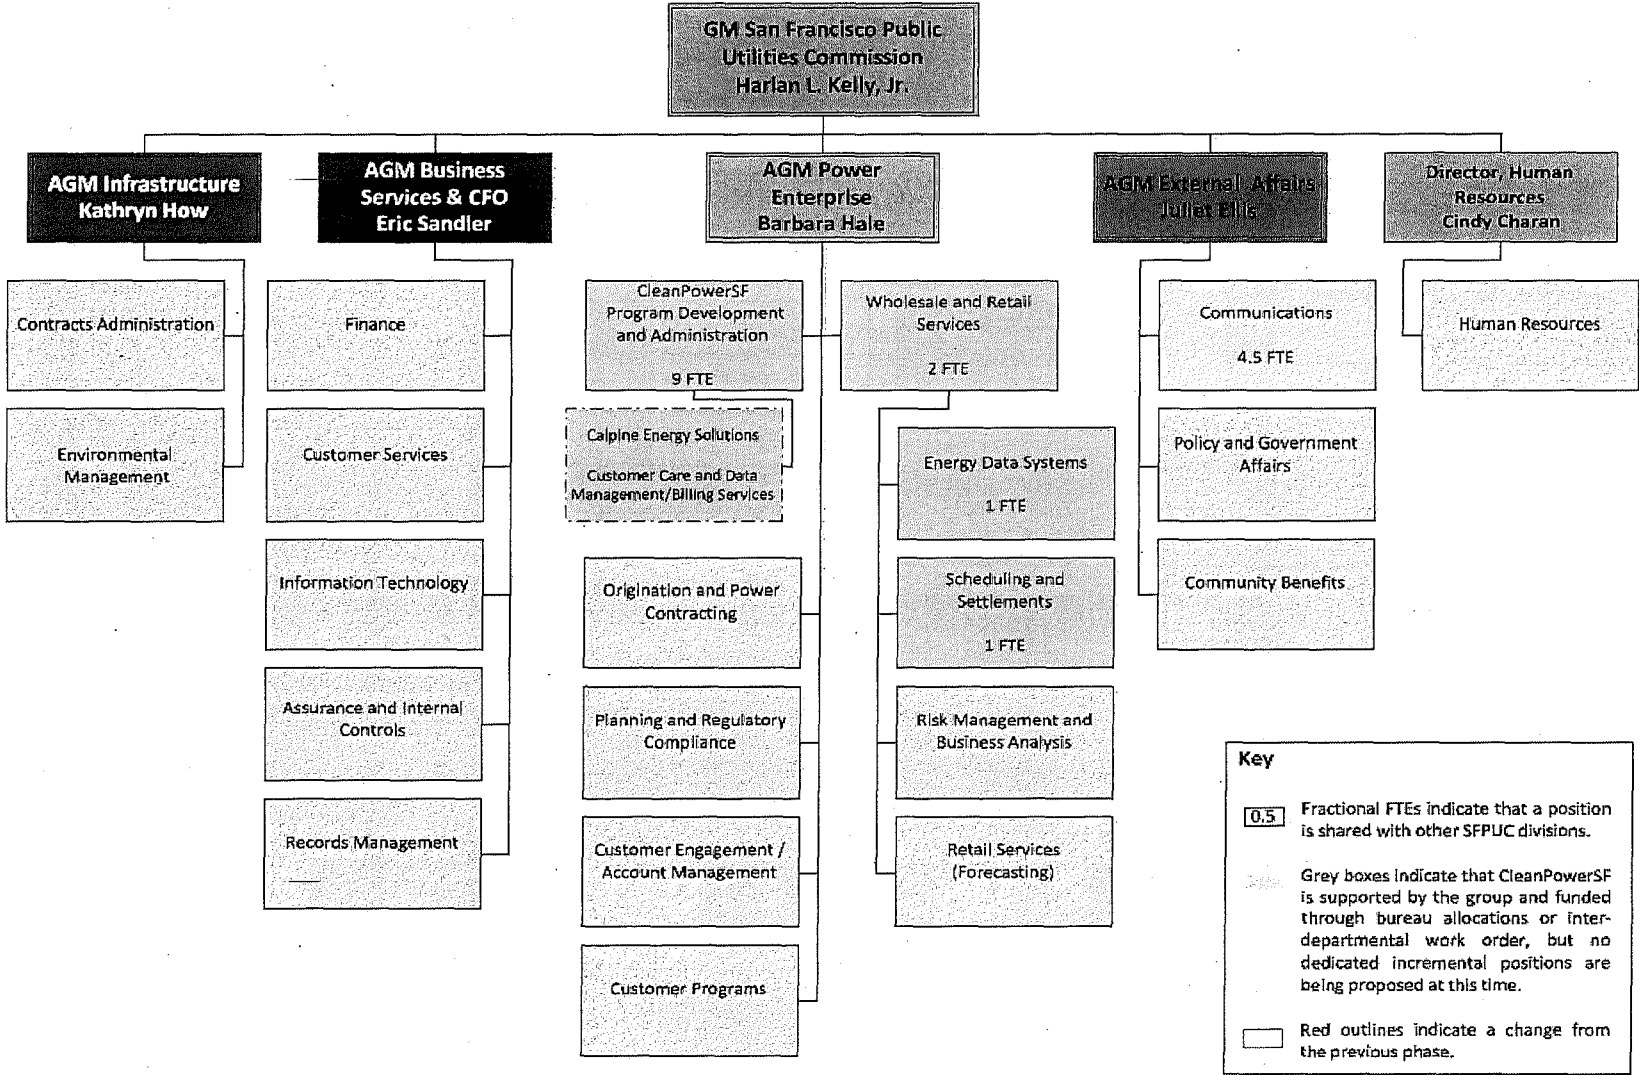 GM San Francisco Public
Utilities Commission
Harlan L. Kelly, Jr.
AGM Infrastructure
Kathryn How
AGM Business
Services & CFO
Eric Sandler
AGM Power
Enterprise
Barbara Hale
AGM External Affairs
Juliet Ellis
Director, Human
Resources
Cindy Charan
Contracts Administration
Environmental
Management
Finance
Customer Services
Information Technology
Assurance and Internal
Controls
Records Management
CleanPowerSF
Program Development
and Administration
9 FTE
Calpine Energy Solutions
Customer Care and Data
Management/Billing Services
Origination and Power
Contracting
Planning and Regulatory
Compliance
Customer Engagement /
Account Management
Customer Programs
Wholesale and Retail
Services
2 FTE
Energy Data Systems
1 FTE
Scheduling and
Settlements
1 FTE
Risk Management and
Business Analysis
Retail Services
(Forecasting)
Communications
4.5 FTE
Policy and Government
Affairs
Community Benefits
Human Resources
Key
0.5
Fractional FTEs indicate that a position
is shared with other SFPUC divisions.
Grey boxes indicate that CleanPowerSF
is supported by the group and funded
through bureau allocations or inter-
departmental work order, but no
dedicated incremental positions are
being proposed at this time.
Red outlines indicate a change from
the previous phase.